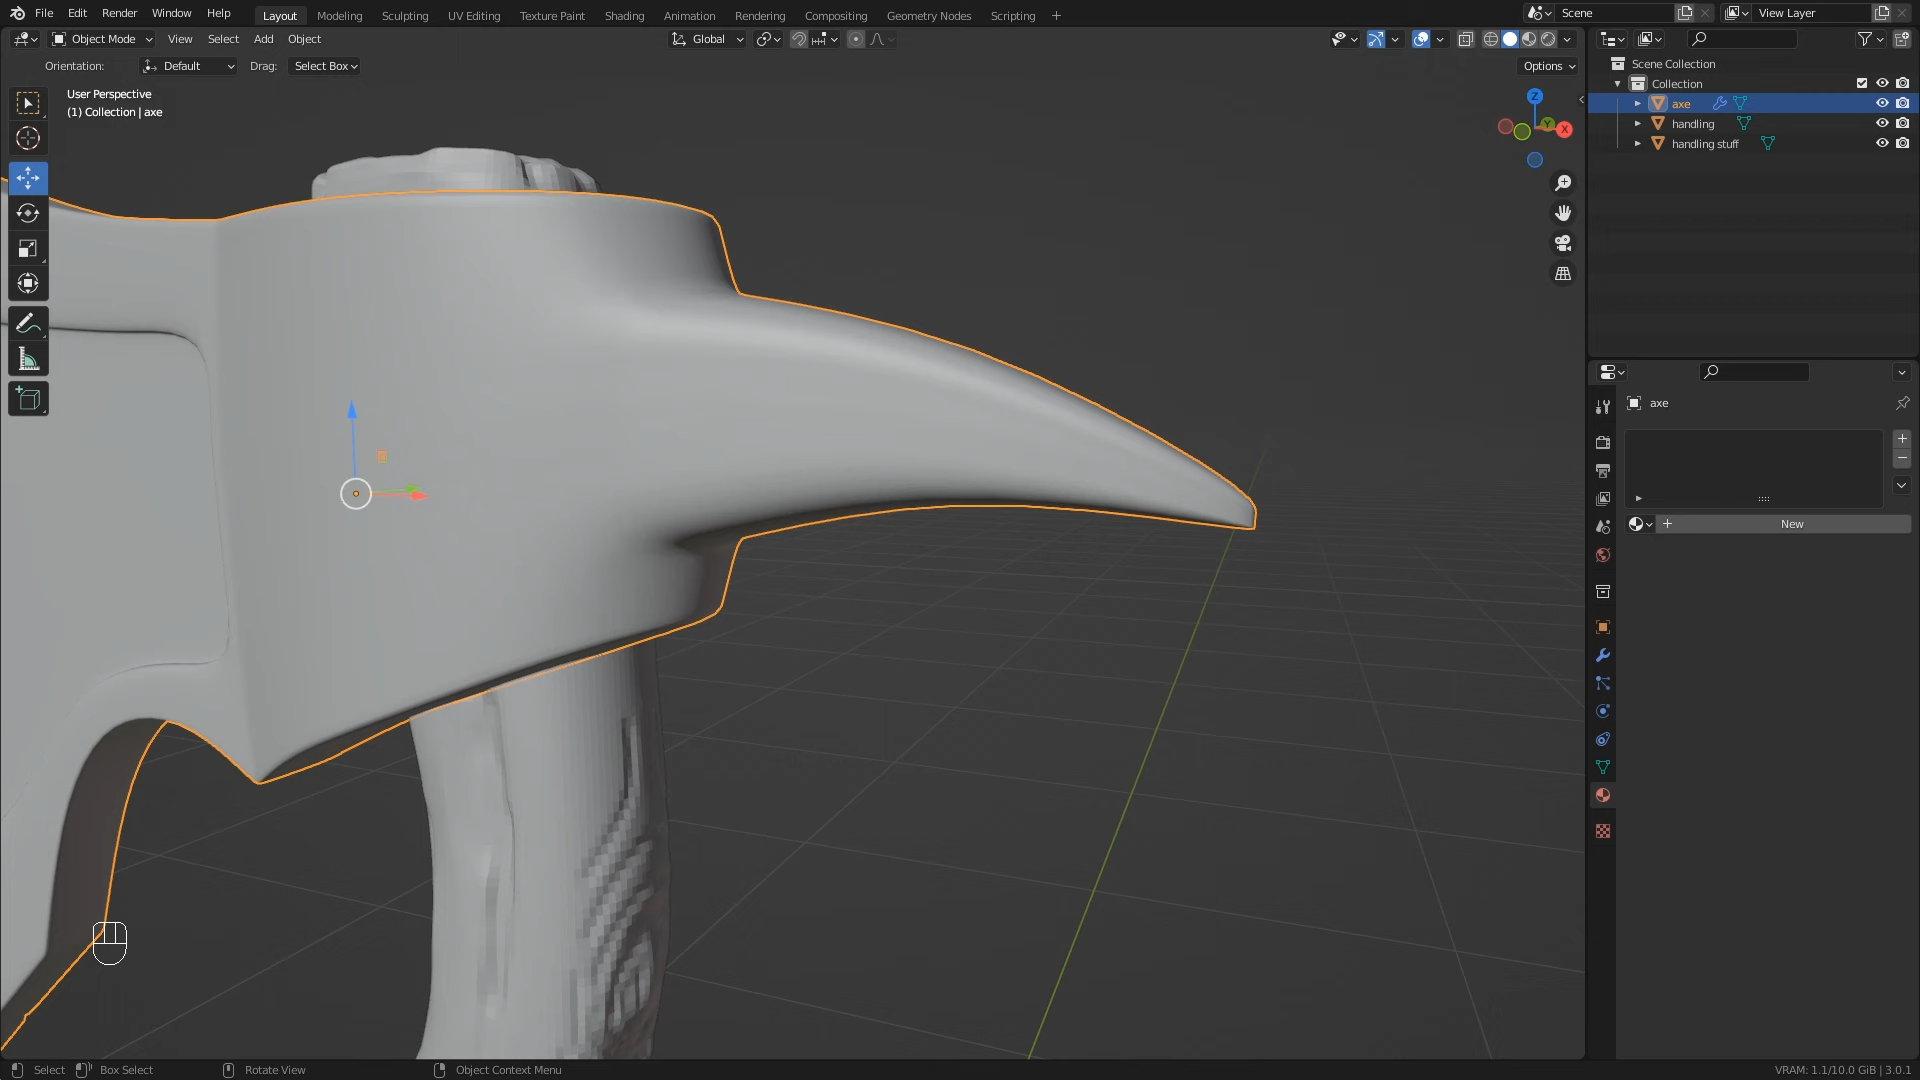 File Edit Render Window Help Layout Modeling Sculpting UV Editing Texture Paint Shading Animation Rendering Compositing Geometry Nodes Scripting + Scene View Layer
Object Mode View Select Add Object Global
Orientation: Default Drag: Select Box Options
User Perspective
(1) Collection | axe
Z
Y
X
Scene Collection
Collection
axe
handling
handling stuff
axe
New
Select Box Select Rotate View Object Context Menu VRAM: 1.1/10.0 GiB | 3.0.1